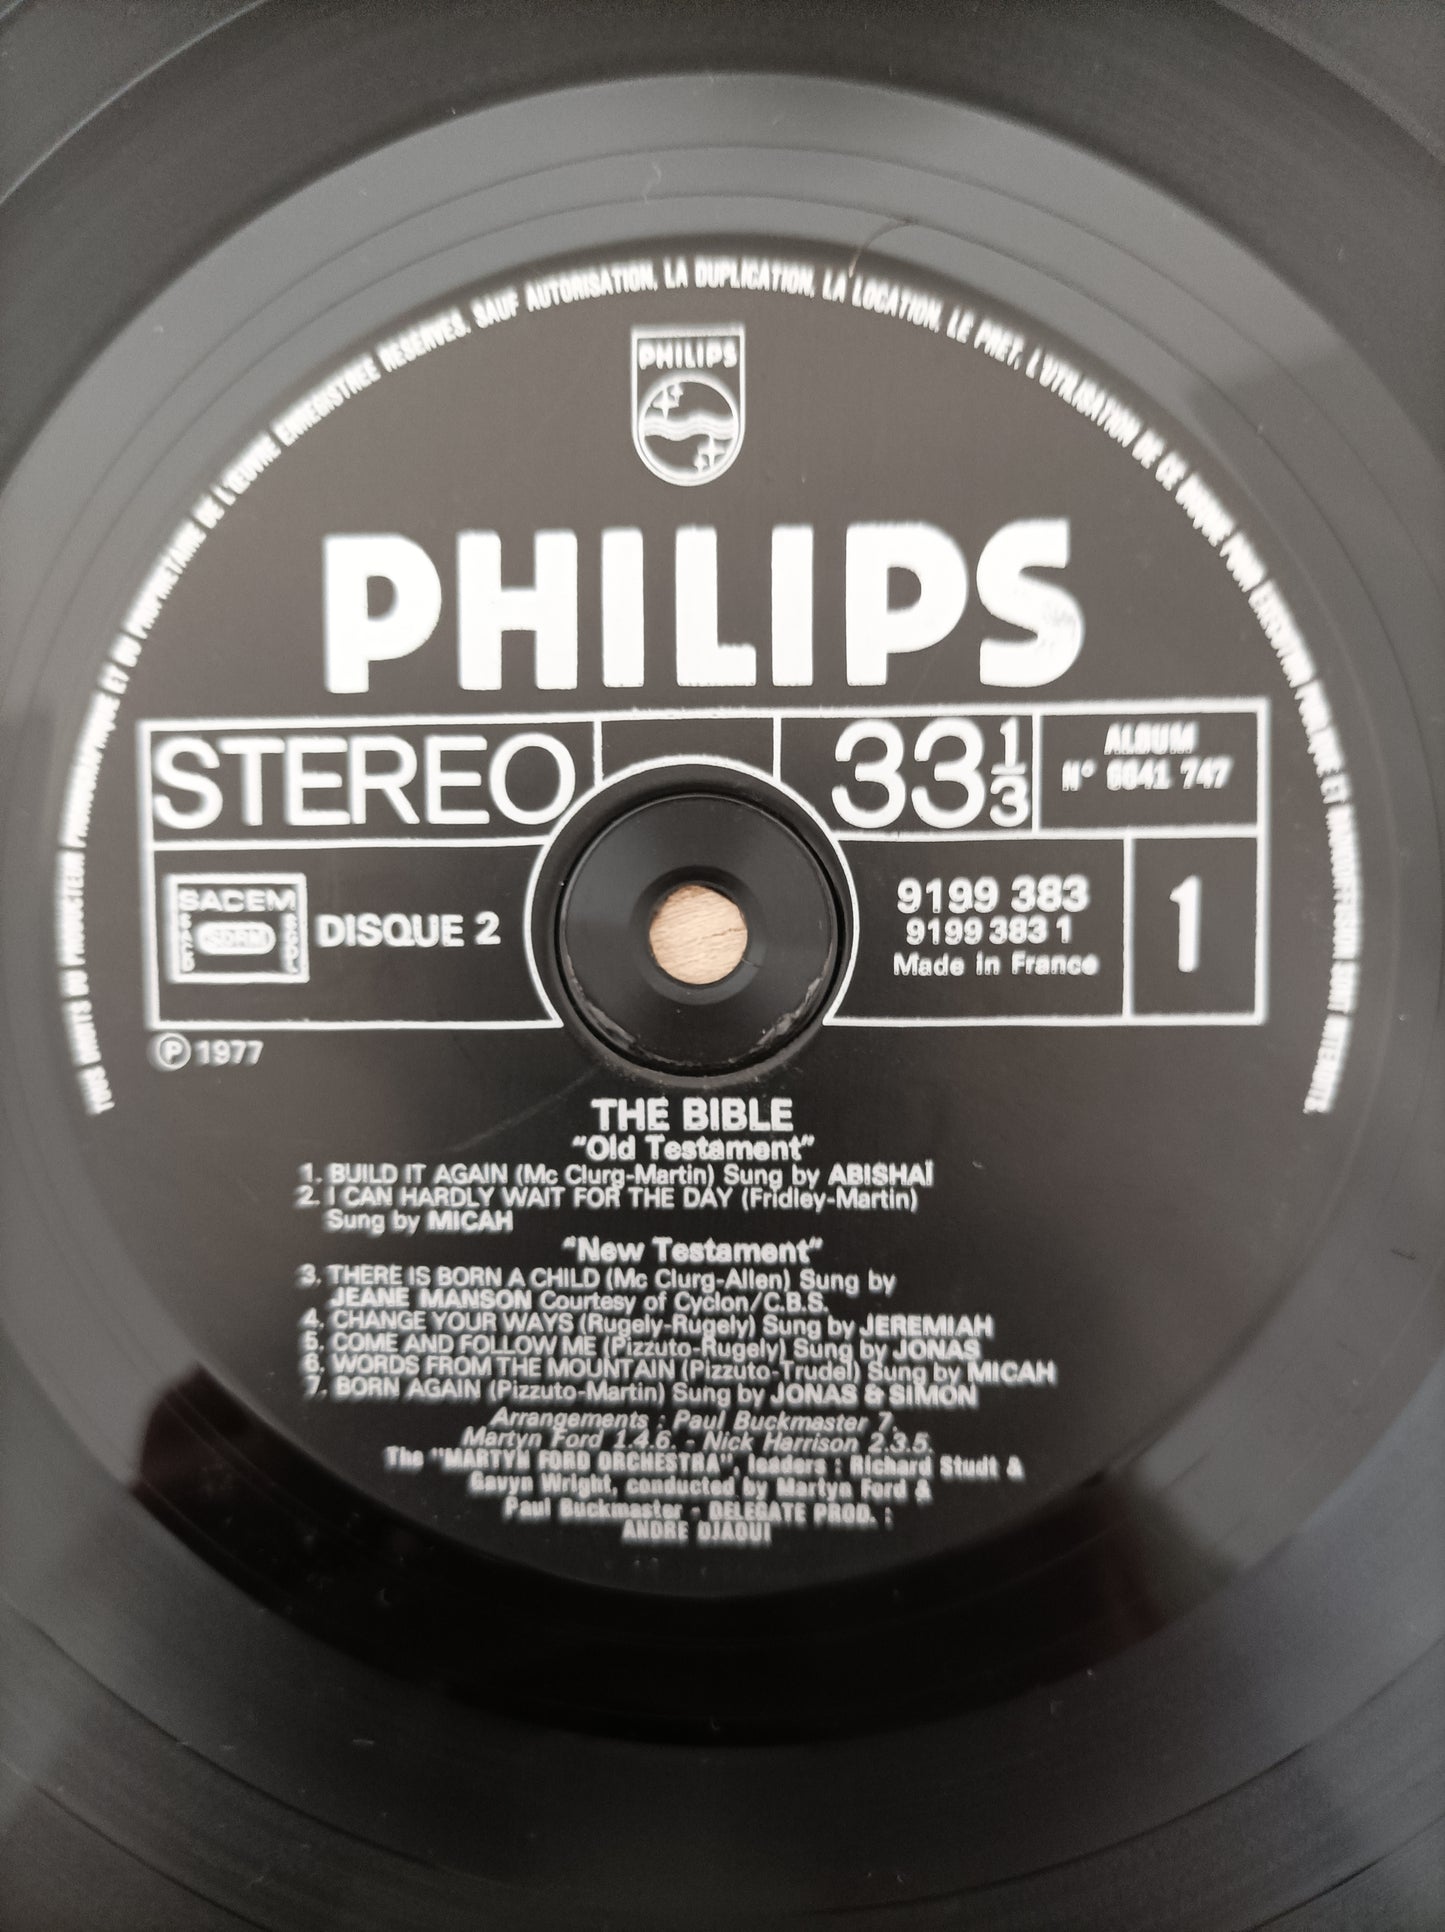 TOUS DROITS DU PRODUCTEUR PHONOGRAPHIQUE ET DU PROPRIETAIRE DE L'ŒUVRE ENREGISTREE RESERVES. SAUF AUTORISATION, LA DUPLICATION, LA LOCATION, LE PRET, L'UTILISATION DE CE DISQUE POUR EXECUTION PUBLIQUE ET RADIODIFFUSION SONT INTERDITS.
PHILIPS
PHILIPS
STEREO
33 1/3
ALBUM
N° 6641 747
SACEM
SACD
SDRM
SGDL
DISQUE 2
9199 383
9199 383 1
Made in France
1
℗ 1977
THE BIBLE
"Old Testament"
1. BUILD IT AGAIN (Mc Clurg-Martin) Sung by ABISHAÏ
2. I CAN HARDLY WAIT FOR THE DAY (Fridley-Martin)
Sung by MICAH
"New Testament"
3. THERE IS BORN A CHILD (Mc Clurg-Allen) Sung by
JEANE MANSON Courtesy of Cyclon/C.B.S.
4. CHANGE YOUR WAYS (Rugely-Rugely) Sung by JEREMIAH
5. COME AND FOLLOW ME (Pizzuto-Rugely) Sung by JONAS
6. WORDS FROM THE MOUNTAIN (Pizzuto-Trudel) Sung by MICAH
7. BORN AGAIN (Pizzuto-Martin) Sung by JONAS & SIMON
Arrangements : Paul Buckmaster 7.
Martyn Ford 1.4.6. - Nick Harrison 2.3.5.
The "MARTYN FORD ORCHESTRA", leaders : Richard Studt &
Gavyn Wright, conducted by Martyn Ford &
Paul Buckmaster - DELEGATE PROD. :
ANDRE DJAOUI